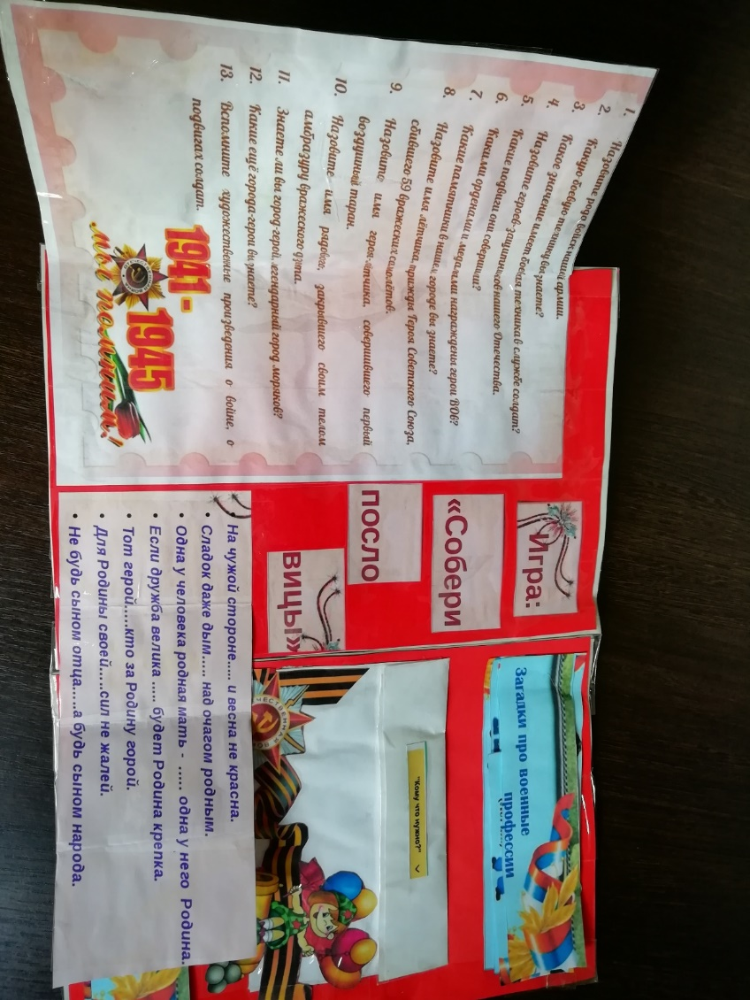 1. Назовите рода войск нашей армии.
2. Какую боевую технику вы знаете?
3. Какое значение имеет боевая техника в службе солдат?
4. Назовите героев-защитников нашего Отечества.
5. Какие подвиги они совершили?
6. Какими орденами и медалями награждены герои ВОв?
7. Какие памятники в нашем городе вы знаете?
8. Назовите имя лётчика, трижды Героя Советского Союза,
сбившего 59 вражеских самолётов.
9. Назовите имя героя-лётчика, совершившего первый
воздушный таран.
10. Назовите имя рядового, закрывшего своим телом
амбразуру вражеского дзота.
11. Знаете ли вы город-герой, легендарный город моряков?
12. Какие ещё города-герои вы знаете?
13. Вспомните художественные произведения о войне, о
подвигах солдат.
1941-
1945
мы помним!
Игра:
«Собери
посло
вицы»
• На чужой стороне..... и весна не красна.
• Сладок даже дым...... над очагом родным.
• Одна у человека родная мать - ...... одна у него Родина.
• Если дружба велика ..... будет Родина крепка.
• Тот герой.....кто за Родину горой.
• Для Родины своей.....сил не жалей.
• Не будь сыном отца.....а будь сыном народа.
Загадки про военные
профессии
"Кому что нужно?"